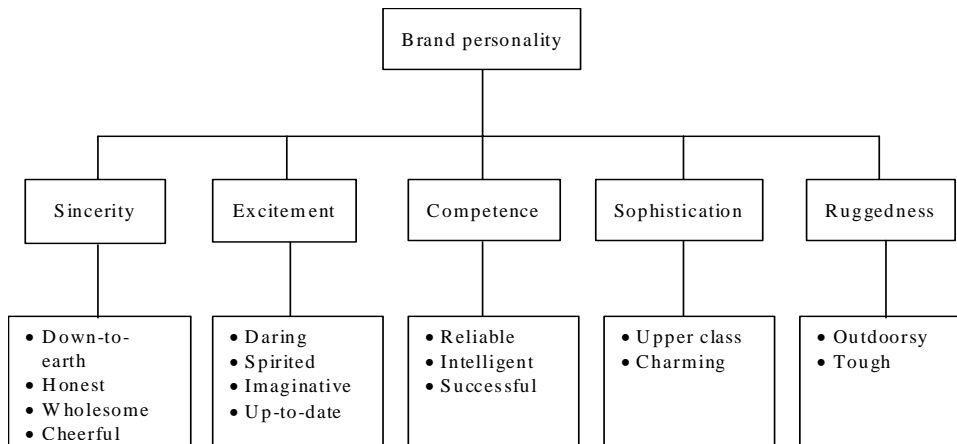 Brand personality
Sincerity
Excitement
Competence
Sophistication
Ruggedness
• Down-to-
earth
• Honest
• Wholesome
• Cheerful
• Daring
• Spirited
• Imaginative
• Up-to-date
• Reliable
• Intelligent
• Successful
• Upper class
• Charming
• Outdoorsy
• Tough